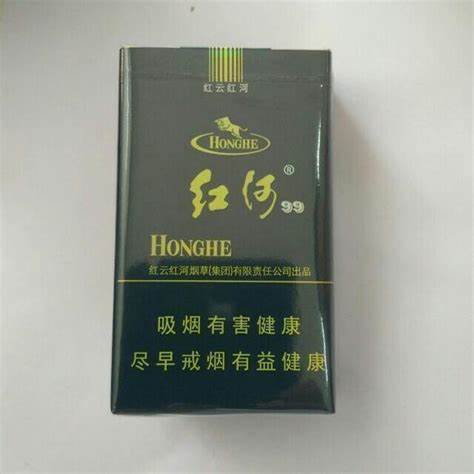 红云红河
HONGHE
红河®99
HONGHE
红云红河烟草(集团)有限责任公司出品
吸烟有害健康
尽早戒烟有益健康